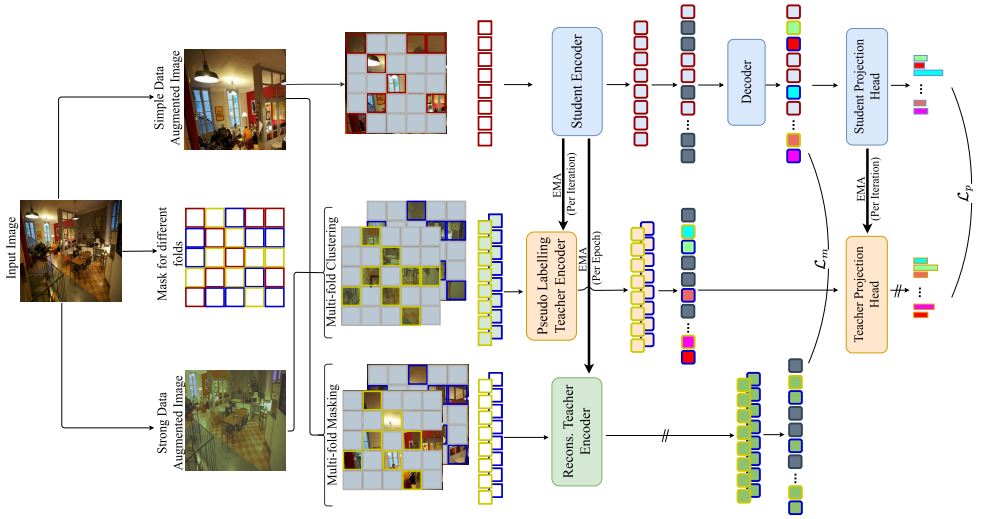 Input Image
Simple Data
Augmented Image
Mask for different
folds
Strong Data
Augmented Image
Multi-fold Clustering
Multi-fold Masking
Student Encoder
EMA
(Per Iteration)
EMA
(Per Epoch)
Pseudo Labelling
Teacher Encoder
Recons. Teacher
Encoder
Decoder
Student Projection
Head
EMA
(Per Iteration)
Teacher Projection
Head
ℒm
ℒp